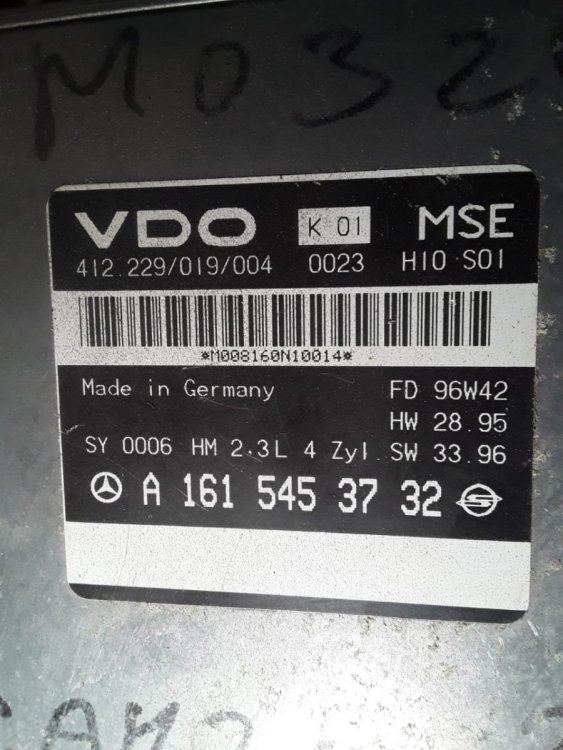 VDO K 01 MSE
412.229/019/004 0023 H10 S01
*M008160N10014*
Made in Germany FD 96W42
HW 28.95
SY 0006 HM 2.3L 4 Zyl. SW 33.96
A 161 545 37 32